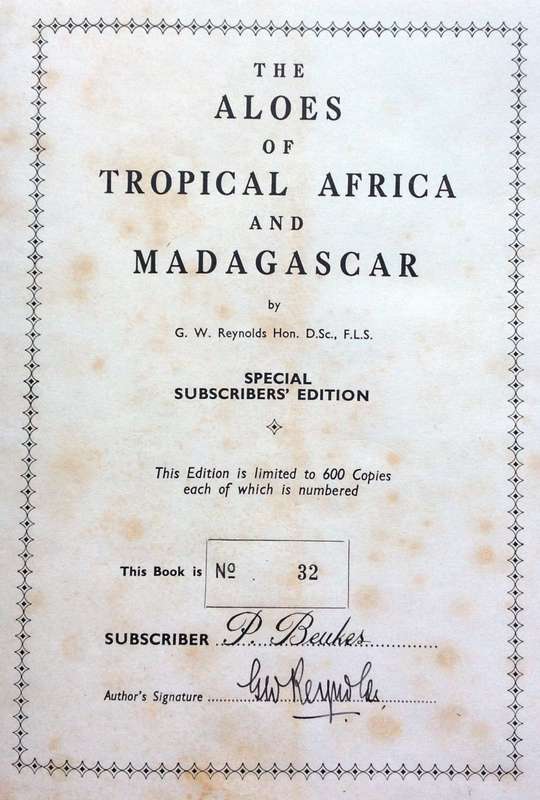 THE
ALOES
OF
TROPICAL AFRICA
AND
MADAGASCAR
by
G. W. Reynolds Hon. D.Sc., F.L.S.
SPECIAL
SUBSCRIBERS' EDITION
This Edition is limited to 600 Copies
each of which is numbered
This Book is Nº 32
SUBSCRIBER P. Beukes
Author's Signature GW Reynolds